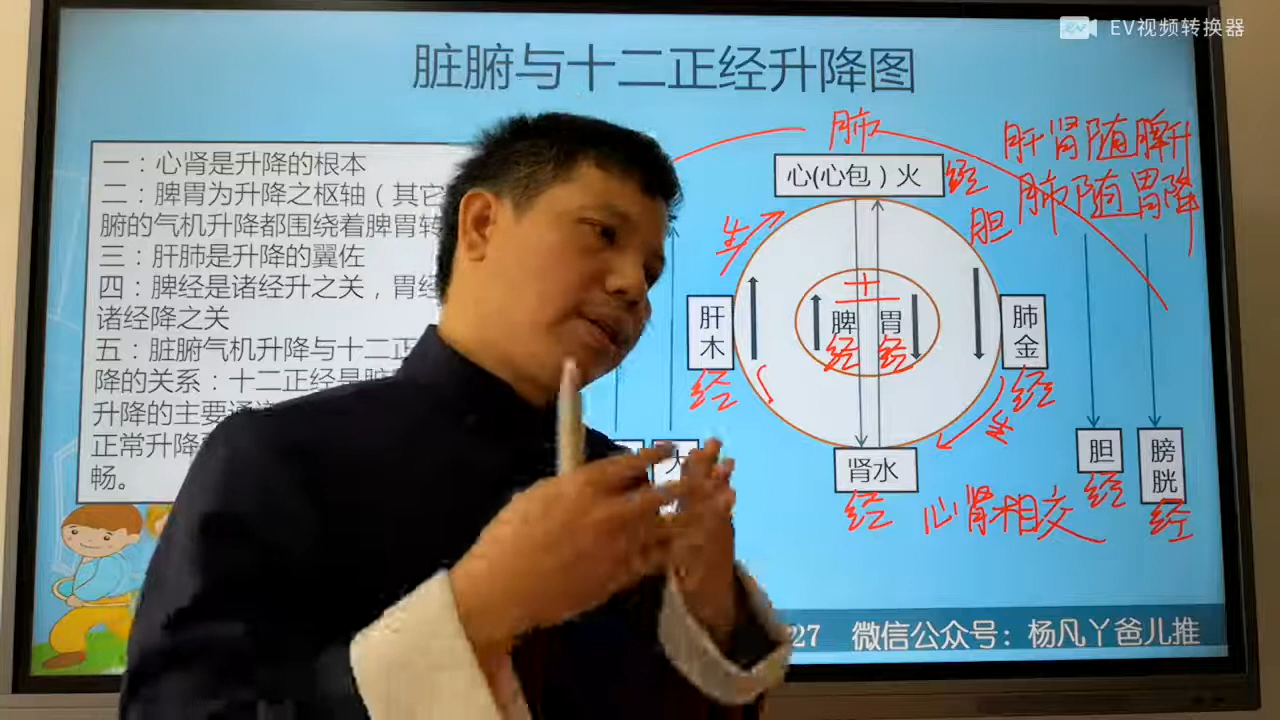 EV视频转换器
脏腑与十二正经升降图
一：心肾是升降的根本
二：脾胃为升降之枢轴（其它
腑的气机升降都围绕着脾胃转
三：肝肺是升降的翼佐
四：脾经是诸经升之关，胃经
诸经降之关
五：脏腑气机升降与十二正
降的关系：十二正经是脏
升降的主要通
正常升降
畅。
肺
心(心包）火
经
肝肾随脾升
肺随胃降
胆
生
土
肝木
经
脾
经
胃
经
肺金
经
生
肾水
经
心肾相交
大
胆
经
膀胱
经
27 微信公众号：杨凡丫爸儿推